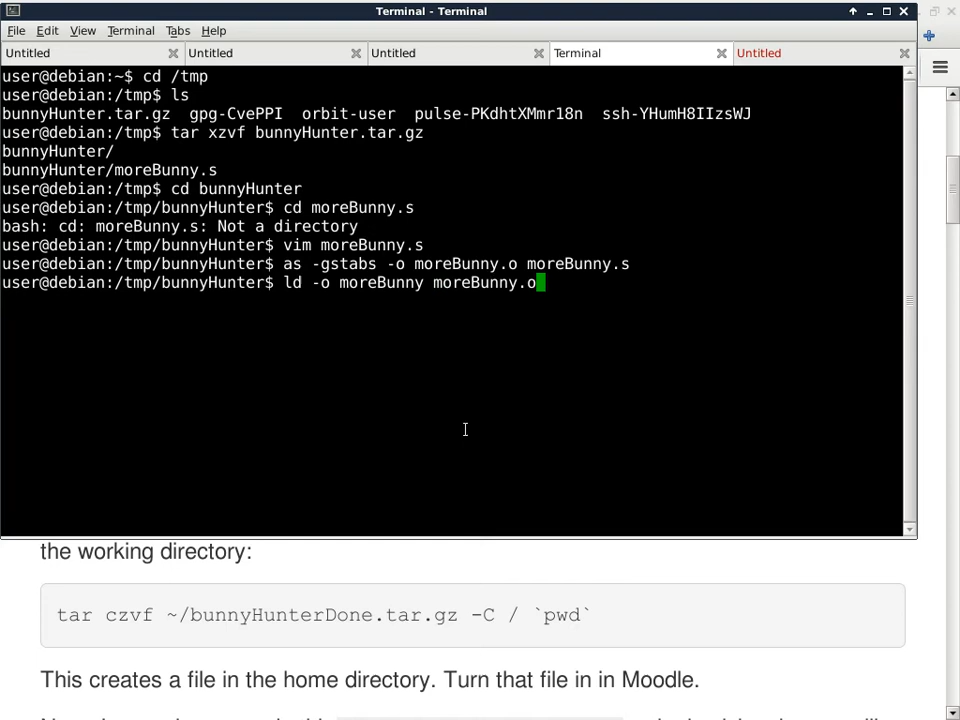 Terminal - Terminal
File Edit View Terminal Tabs Help
Untitled Untitled Untitled Terminal Untitled
user@debian:~$ cd /tmp
user@debian:/tmp$ ls
bunnyHunter.tar.gz  gpg-CvePPI  orbit-user  pulse-PKdhtXMmr18n  ssh-YHumH8IIzsWJ
user@debian:/tmp$ tar xzvf bunnyHunter.tar.gz
bunnyHunter/
bunnyHunter/moreBunny.s
user@debian:/tmp$ cd bunnyHunter
user@debian:/tmp/bunnyHunter$ cd moreBunny.s
bash: cd: moreBunny.s: Not a directory
user@debian:/tmp/bunnyHunter$ vim moreBunny.s
user@debian:/tmp/bunnyHunter$ as -gstabs -o moreBunny.o moreBunny.s
user@debian:/tmp/bunnyHunter$ ld -o moreBunny moreBunny.o
the working directory:
tar czvf ~/bunnyHunterDone.tar.gz -C / `pwd`
This creates a file in the home directory. Turn that file in in Moodle.